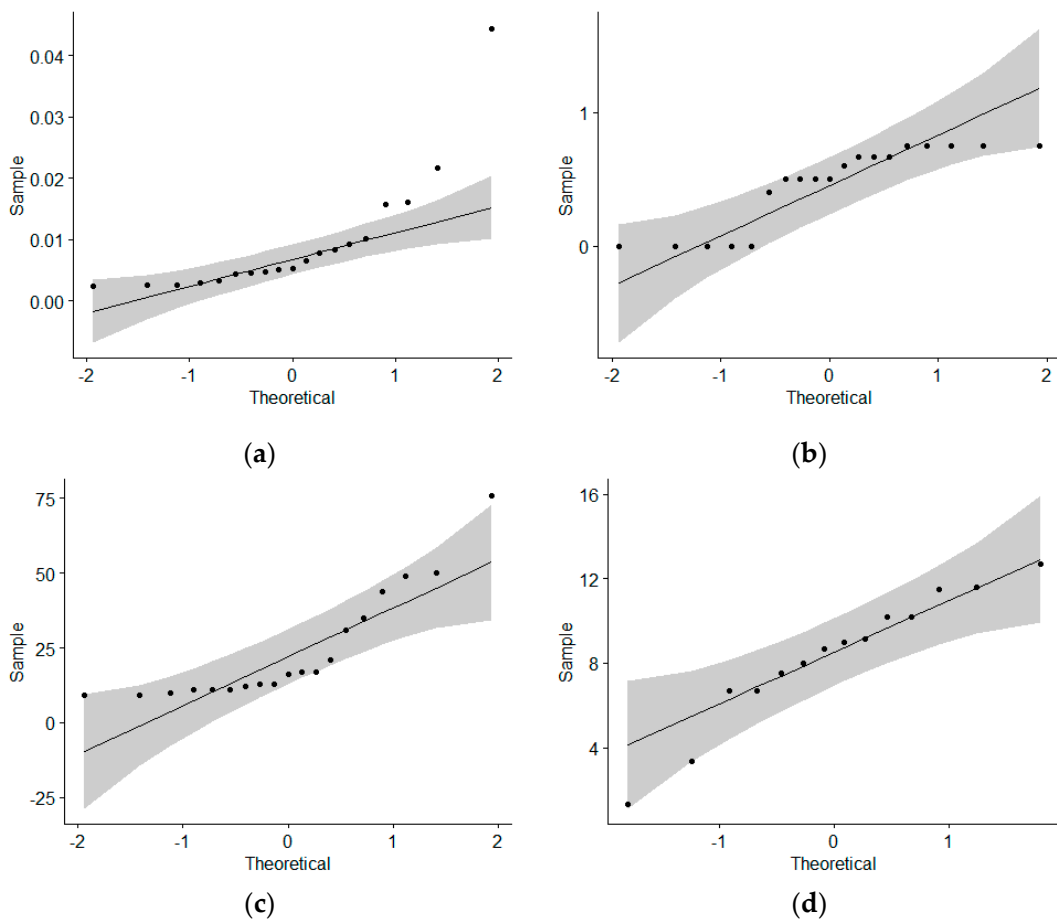 0.04
0.03
0.02
0.01
0.00
Sample
-2
-1
0
1
2
Theoretical
(a)
1
0
Sample
-2
-1
0
1
2
Theoretical
(b)
75
50
25
0
-25
Sample
-2
-1
0
1
2
Theoretical
(c)
16
12
8
4
Sample
-1
0
1
Theoretical
(d)